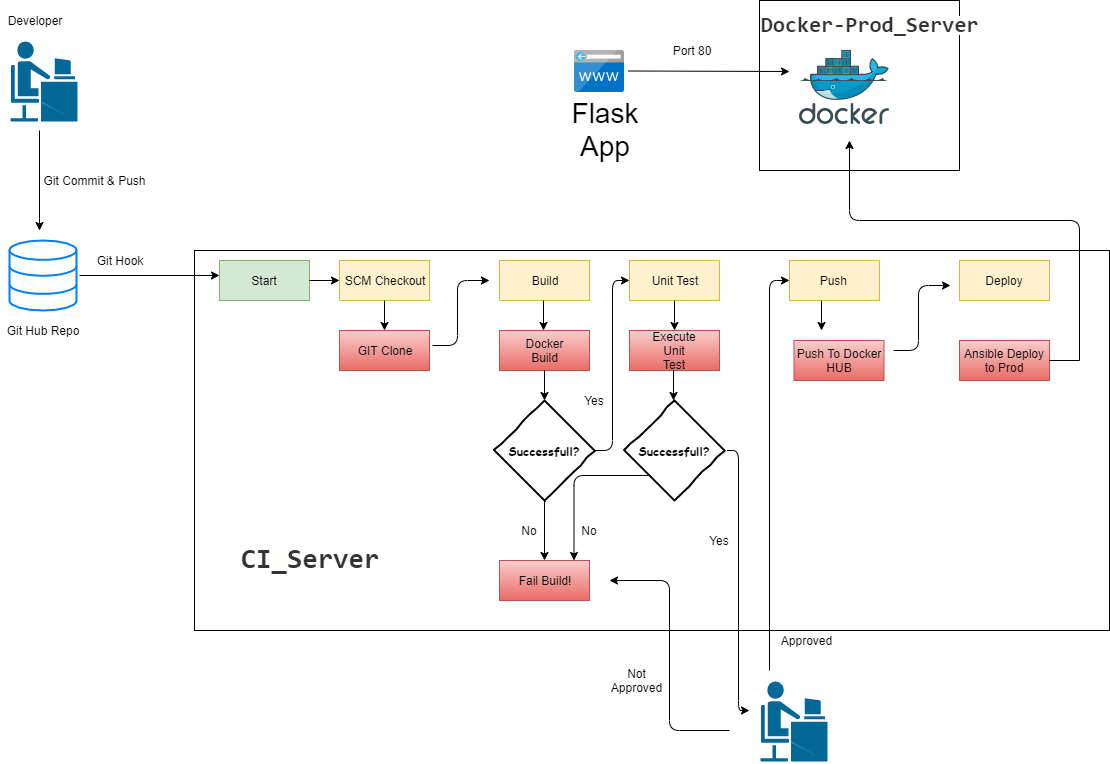 Developer
Docker-Prod_Server
Port 80
www
docker
Flask
App
Git Commit & Push
Git Hook
Git Hub Repo
Start
SCM Checkout
Build
Unit Test
Push
Deploy
GIT Clone
Docker
Build
Execute
Unit
Test
Push To Docker
HUB
Ansible Deploy
to Prod
Yes
Successfull?
Successfull?
No
No
Yes
CI_Server
Fail Build!
Approved
Not
Approved